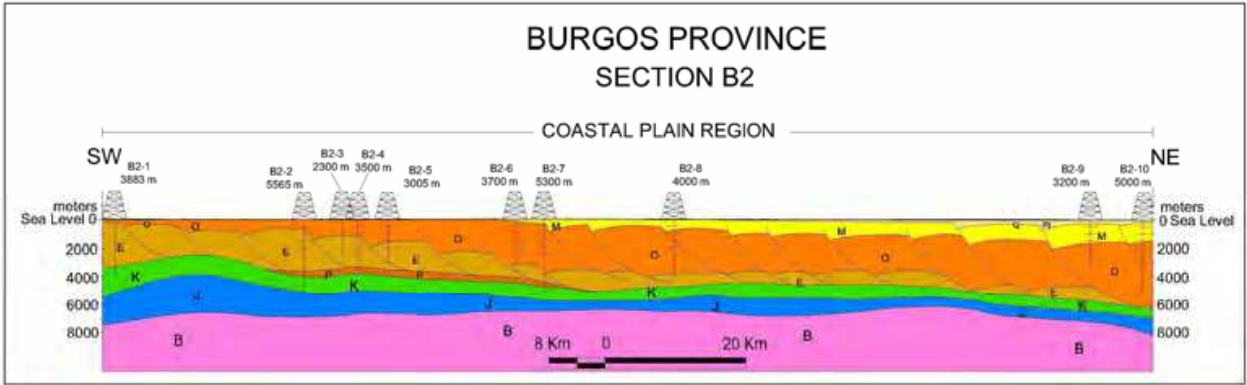 BURGOS PROVINCE
SECTION B2
COASTAL PLAIN REGION
SW
NE
B2-1
3883 m
B2-2
5565 m
B2-3
2300 m
B2-4
3500 m
B2-5
3005 m
B2-6
3700 m
B2-7
5300 m
B2-8
4000 m
B2-9
3200 m
B2-10
5000 m
meters
Sea Level 0
2000
4000
6000
8000
meters
0 Sea Level
2000
4000
6000
8000
O O M M M
E E E O O O
K P K P K E E K
J J J
B B B B
8 Km 0 20 Km